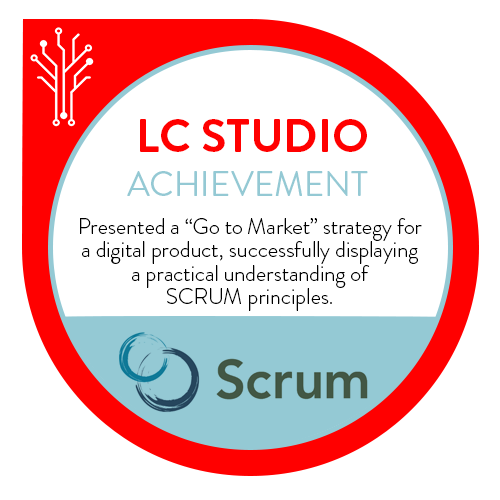 LC STUDIO
ACHIEVEMENT
Presented a “Go to Market” strategy for
a digital product, successfully displaying
a practical understanding of
SCRUM principles.
Scrum